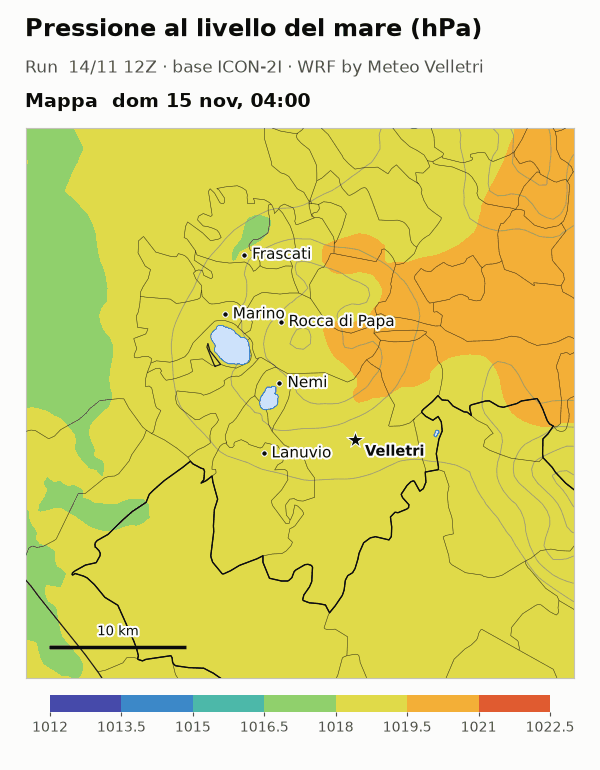 Pressione al livello del mare (hPa)
Run 14/11 12Z · base ICON-2I · WRF by Meteo Velletri
Mappa dom 15 nov, 04:00
Frascati
Marino
Rocca di Papa
Nemi
Velletri
Lanuvio
10 km
1012 1013.5 1015 1016.5 1018 1019.5 1021 1022.5